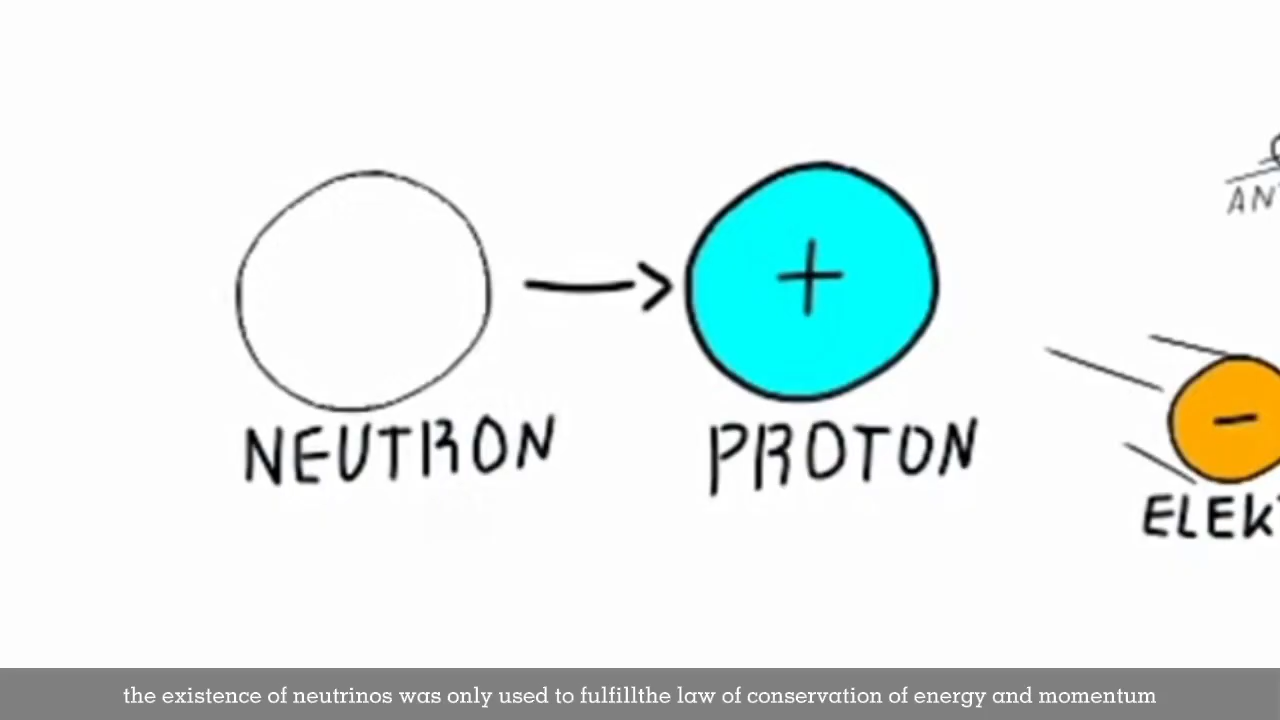 AN
NEUTRON
PROTON
ELEK
the existence of neutrinos was only used to fulfillthe law of conservation of energy and momentum